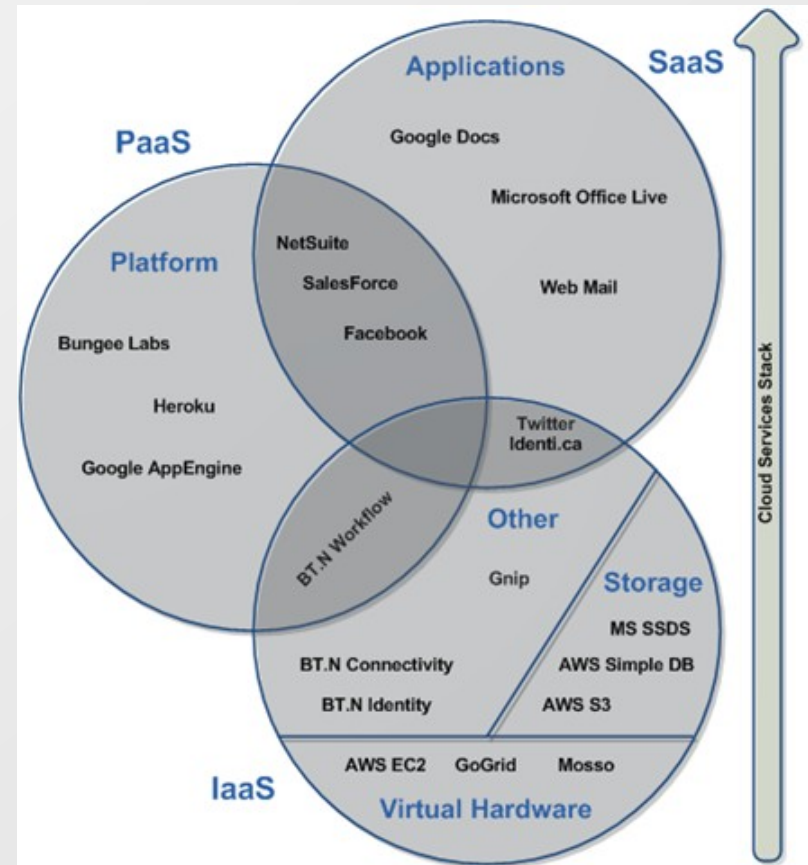 Applications
SaaS
Google Docs
PaaS
Microsoft Office Live
NetSuite
Platform
SalesForce
Web Mail
Facebook
Bungee Labs
Heroku
Twitter
Identi.ca
Google AppEngine
Cloud Services Stack
Other
BT.N Workflow
Gnip
Storage
MS SSDS
BT.N Connectivity
AWS Simple DB
BT.N Identity
AWS S3
AWS EC2 GoGrid Mosso
IaaS
Virtual Hardware